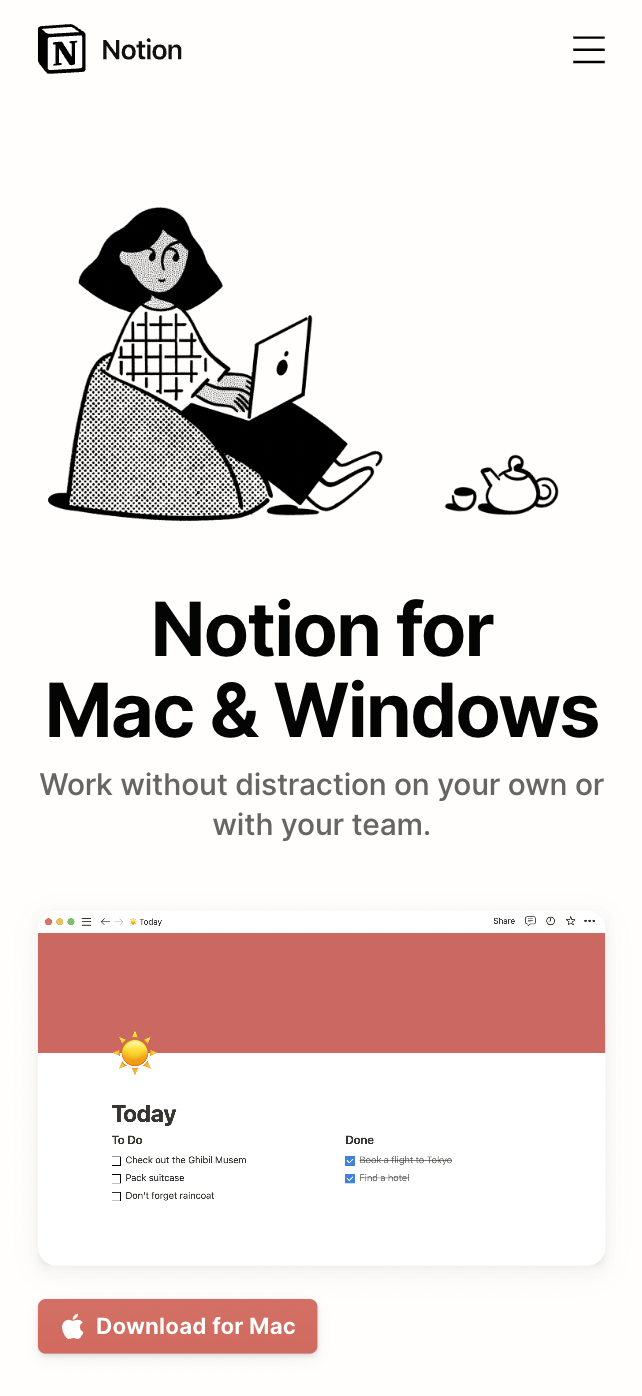 Notion
Notion for
Mac & Windows
Work without distraction on your own or
with your team.
Today
Share
Today
To Do
Check out the Ghibil Musem
Pack suitcase
Don't forget raincoat
Done
Book a flight to Tokyo
Find a hotel
Download for Mac